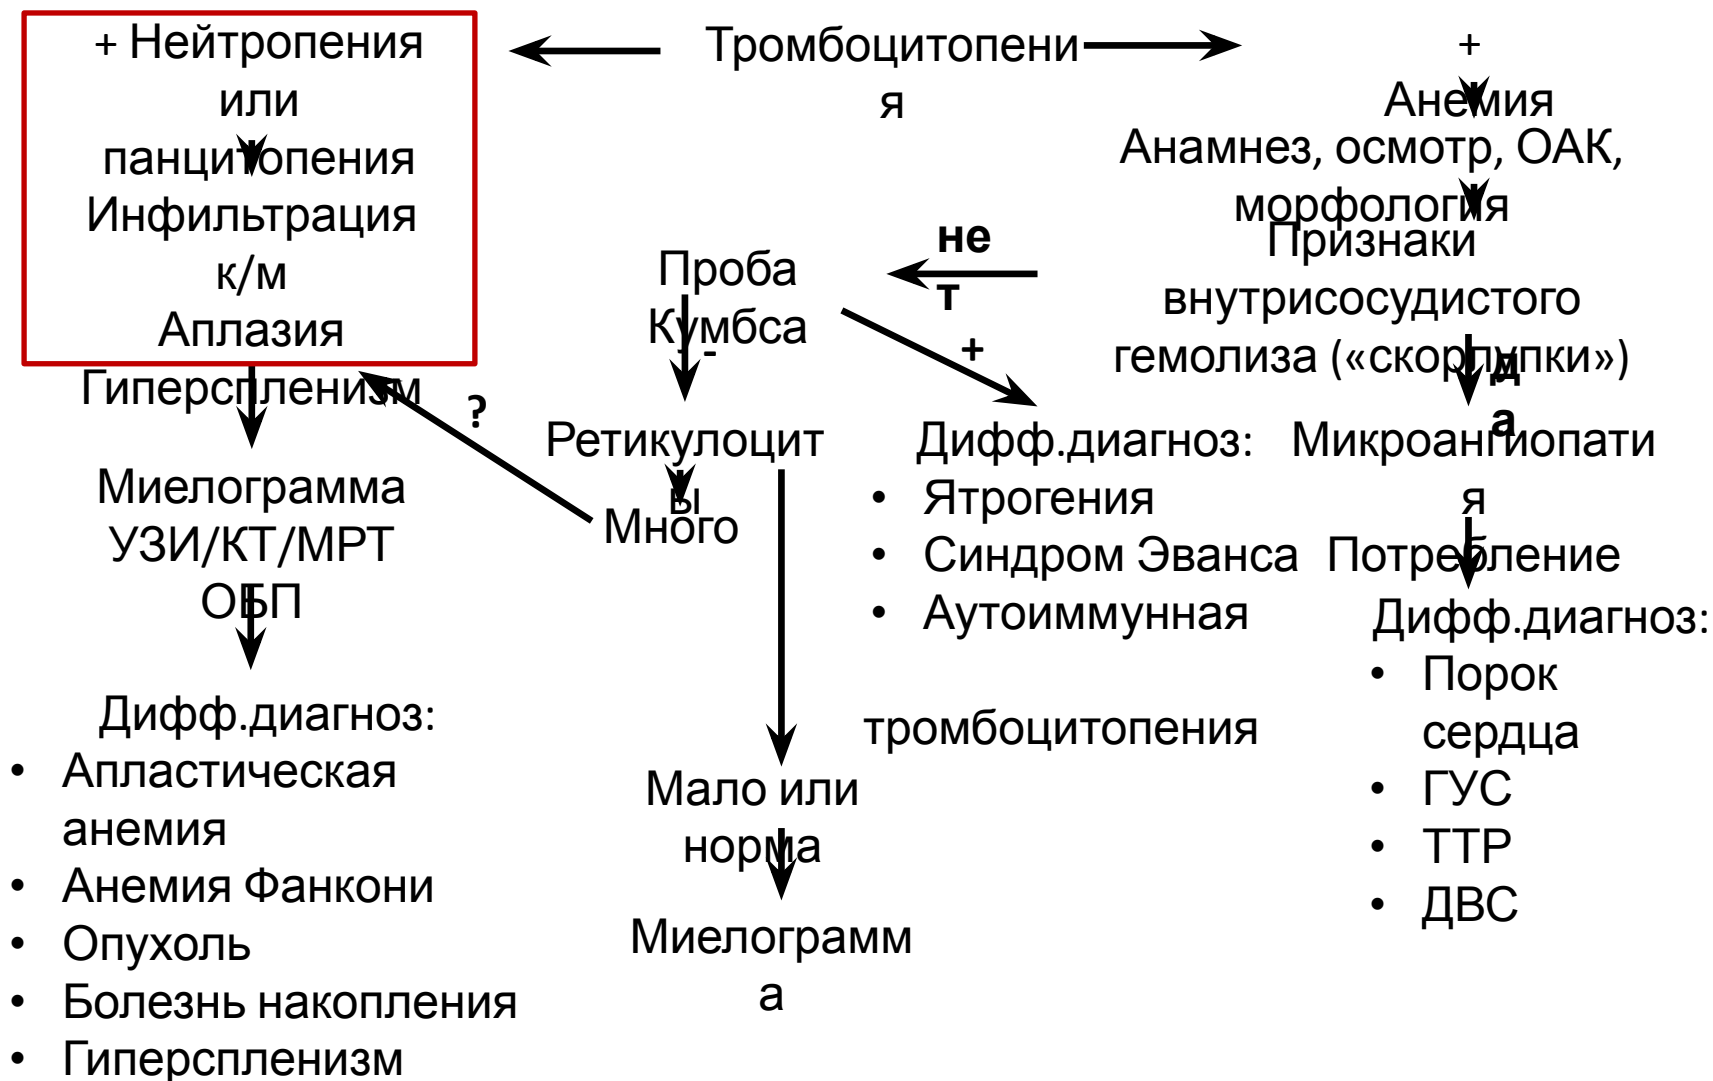 + Нейтропения
или
панцитопения
Инфильтрация
к/м
Аплазия
Гиперспленизм
Миелограмма
УЗИ/КТ/МРТ
ОБП
Дифф.диагноз:
• Апластическая
анемия
• Анемия Фанкони
• Опухоль
• Болезнь накопления
• Гиперспленизм
Тромбоцитопени
я
+
Анемия
Анамнез, осмотр, ОАК,
морфология
Признаки
внутрисосудистого
гемолиза («скорлупки»)
не
т
Проба
Кумбса
-
+
?
Ретикулоцит
ы
Много
Мало или
норма
Миелограмм
а
Дифф.диагноз:
• Ятрогения
• Синдром Эванса
• Аутоиммунная
тромбоцитопения
д
а
Микроангиопати
я
Потребление
Дифф.диагноз:
• Порок
сердца
• ГУС
• ТТР
• ДВС